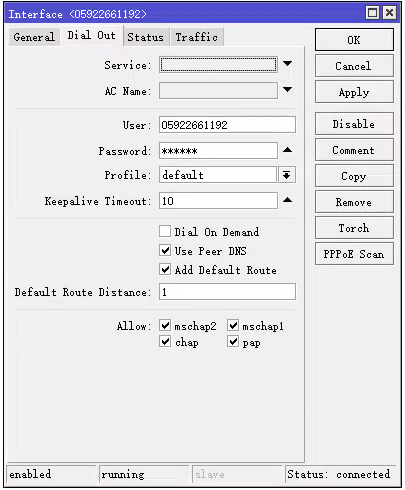 Interface <05922661192>
General Dial Out Status Traffic
OK
Service:
Cancel
AC Name:
Apply
User: 05922661192
Disable
Password: ******
Comment
Profile: default
Copy
Keepalive Timeout: 10
Remove
Dial On Demand
Torch
Use Peer DNS
PPPoE Scan
Add Default Route
Default Route Distance: 1
Allow: mschap2 mschap1
chap pap
enabled running slave Status: connected